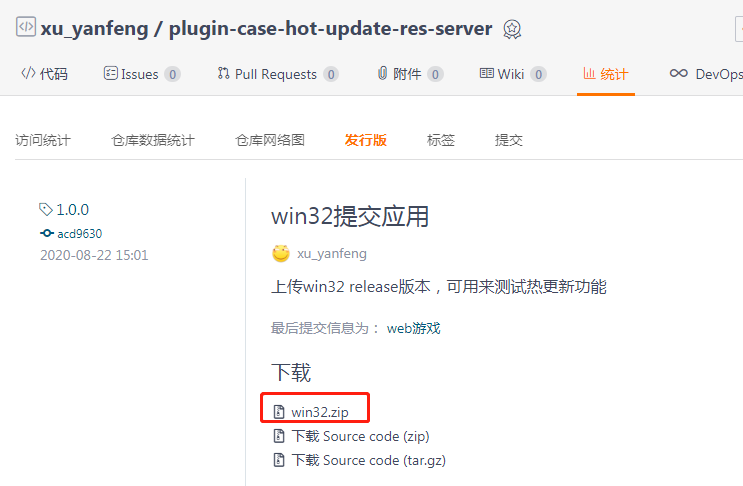 xu_yanfeng / plugin-case-hot-update-res-server
代码 Issues 0 Pull Requests 0 附件 0 Wiki 0 统计 DevOps
访问统计 仓库数据统计 仓库网络图 发行版 标签 提交
1.0.0
acd9630
2020-08-22 15:01
win32提交应用
xu_yanfeng
上传win32 release版本，可用来测试热更新功能
最后提交信息为： web游戏
下载
win32.zip
下载 Source code (zip)
下载 Source code (tar.gz)